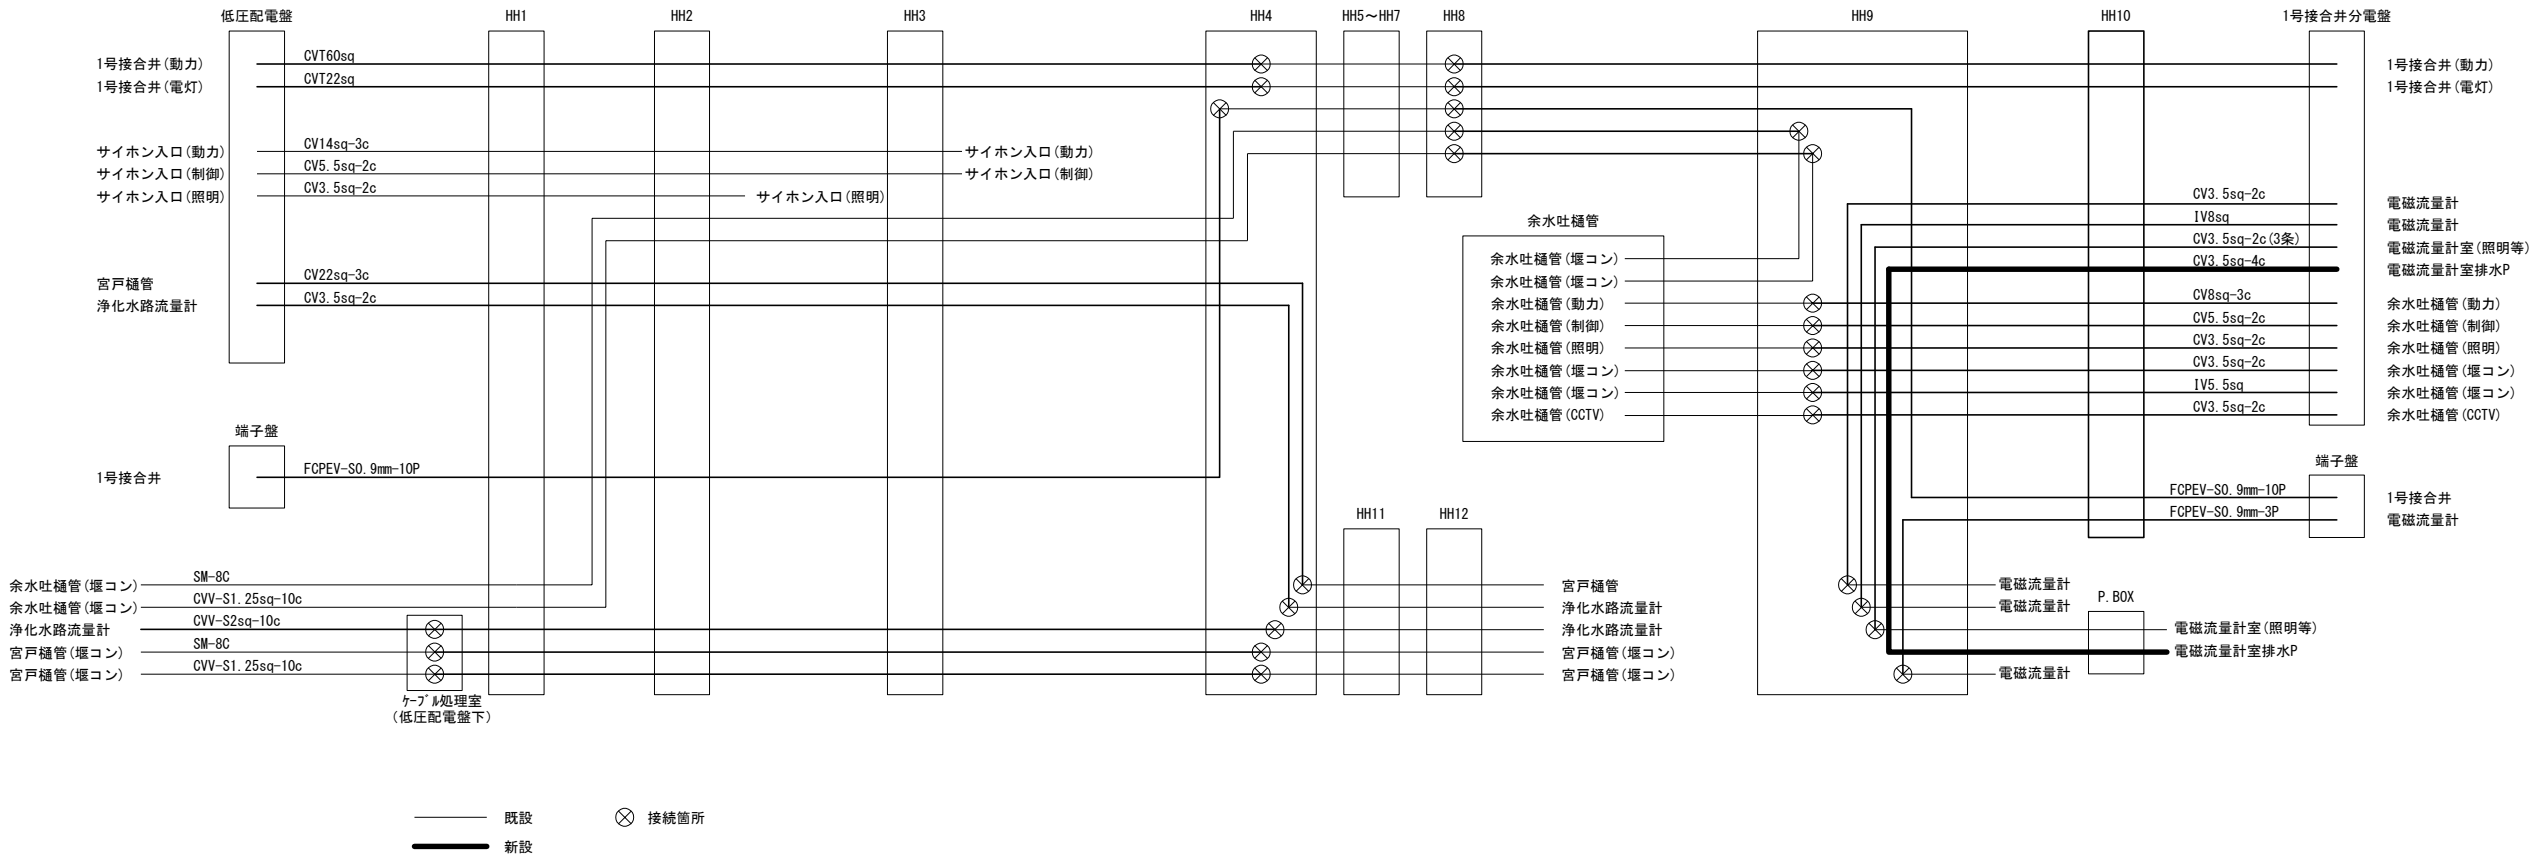 低圧配電盤
HH1
HH2
HH3
HH4
HH5～HH7
HH8
HH9
HH10
1号接合井分電盤
1号接合井(動力)
CVT60sq
1号接合井(動力)
1号接合井(電灯)
CVT22sq
1号接合井(電灯)
サイホン入口(動力)
CV14sq-3c
サイホン入口(動力)
サイホン入口(制御)
CV5.5sq-2c
サイホン入口(制御)
サイホン入口(照明)
CV3.5sq-2c
サイホン入口(照明)
宮戸樋管
CV22sq-3c
浄化水路流量計
CV3.5sq-2c
余水吐樋管
余水吐樋管(堰コン)
余水吐樋管(堰コン)
余水吐樋管(動力)
余水吐樋管(制御)
余水吐樋管(照明)
余水吐樋管(堰コン)
余水吐樋管(堰コン)
余水吐樋管(CCTV)
CV3.5sq-2c
電磁流量計
IV8sq
電磁流量計
CV3.5sq-2c(3条)
電磁流量計室(照明等)
CV3.5sq-4c
電磁流量計室排水P
CV8sq-3c
余水吐樋管(動力)
CV5.5sq-2c
余水吐樋管(制御)
CV3.5sq-2c
余水吐樋管(照明)
CV3.5sq-2c
余水吐樋管(堰コン)
IV5.5sq
余水吐樋管(堰コン)
CV3.5sq-2c
余水吐樋管(CCTV)
端子盤
1号接合井
FCPEV-S0.9mm-10P
端子盤
FCPEV-S0.9mm-10P
1号接合井
FCPEV-S0.9mm-3P
電磁流量計
HH11
HH12
余水吐樋管(堰コン)
SM-8C
余水吐樋管(堰コン)
CVV-S1.25sq-10c
浄化水路流量計
CVV-S2sq-10c
宮戸樋管(堰コン)
SM-8C
宮戸樋管(堰コン)
CVV-S1.25sq-10c
ケーブル処理室
(低圧配電盤下)
宮戸樋管
浄化水路流量計
浄化水路流量計
宮戸樋管(堰コン)
宮戸樋管(堰コン)
電磁流量計
電磁流量計
P.BOX
電磁流量計室(照明等)
電磁流量計室排水P
電磁流量計
既設
接続箇所
新設